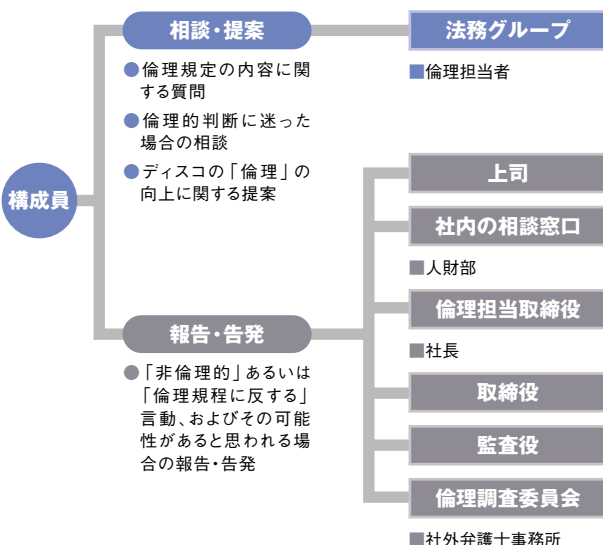 構成員
相談・提案
●倫理規定の内容に関
する質問
●倫理的判断に迷った
場合の相談
●ディスコの「倫理」の
向上に関する提案
法務グループ
■倫理担当者
報告・告発
●「非倫理的」あるいは
「倫理規程に反する」
言動、およびその可能
性があると思われる場
合の報告・告発
上司
社内の相談窓口
■人財部
倫理担当取締役
■社長
取締役
監査役
倫理調査委員会
■社外弁護士事務所